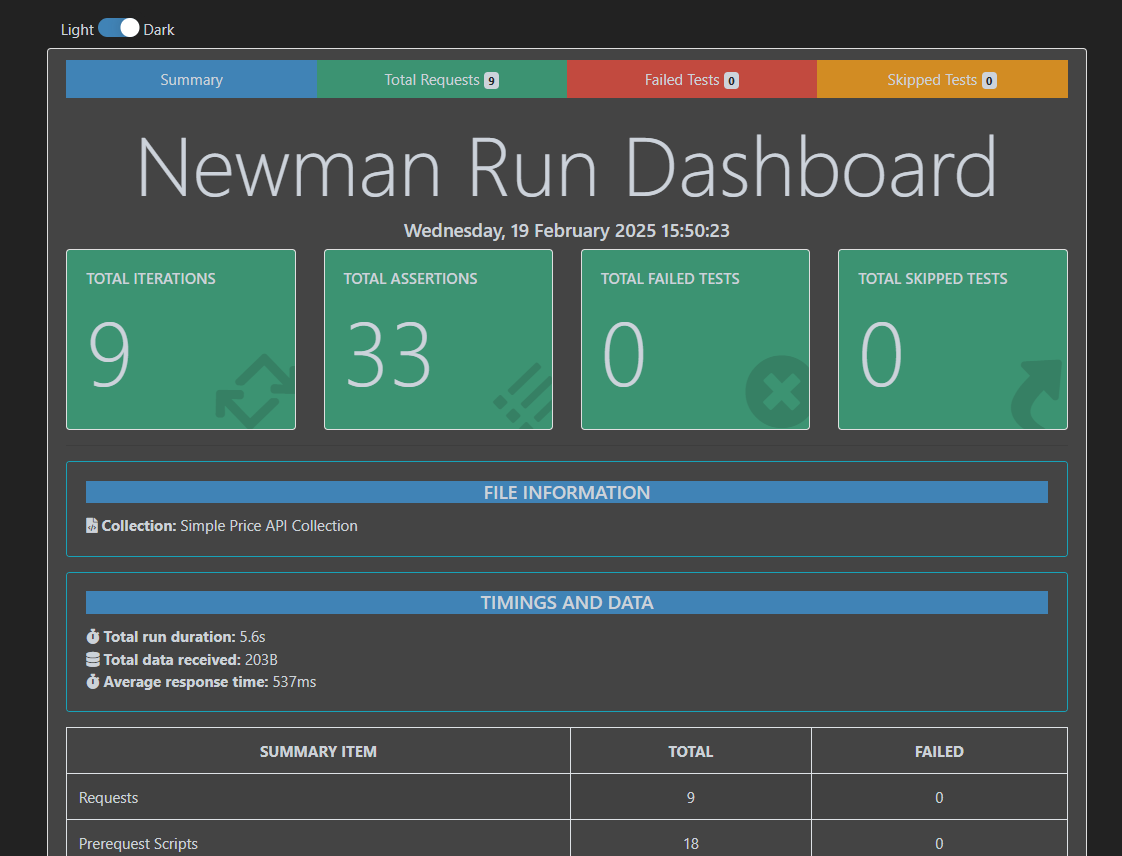 Light Dark
Summary Total Requests 9 Failed Tests 0 Skipped Tests 0
Newman Run Dashboard
Wednesday, 19 February 2025 15:50:23
TOTAL ITERATIONS TOTAL ASSERTIONS TOTAL FAILED TESTS TOTAL SKIPPED TESTS
9 33 0 0
FILE INFORMATION
Collection: Simple Price API Collection
TIMINGS AND DATA
Total run duration: 5.6s
Total data received: 203B
Average response time: 537ms
SUMMARY ITEM TOTAL FAILED
Requests 9 0
Prerequest Scripts 18 0